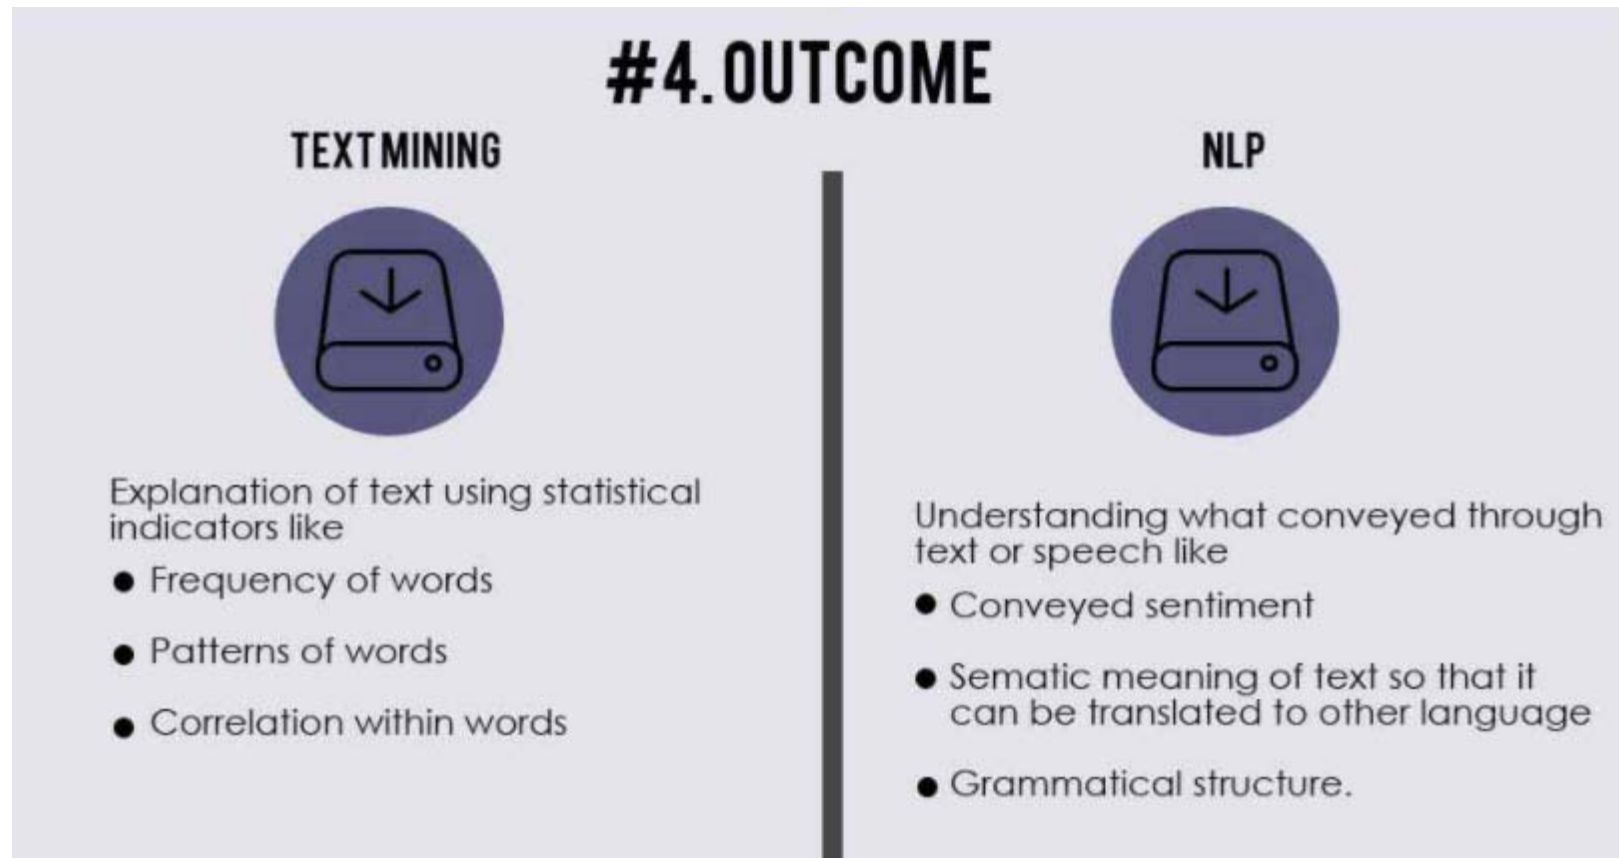 #4. OUTCOME
TEXT MINING
Explanation of text using statistical
indicators like
● Frequency of words
● Patterns of words
● Correlation within words
NLP
Understanding what conveyed through
text or speech like
● Conveyed sentiment
● Sematic meaning of text so that it
can be translated to other language
● Grammatical structure.